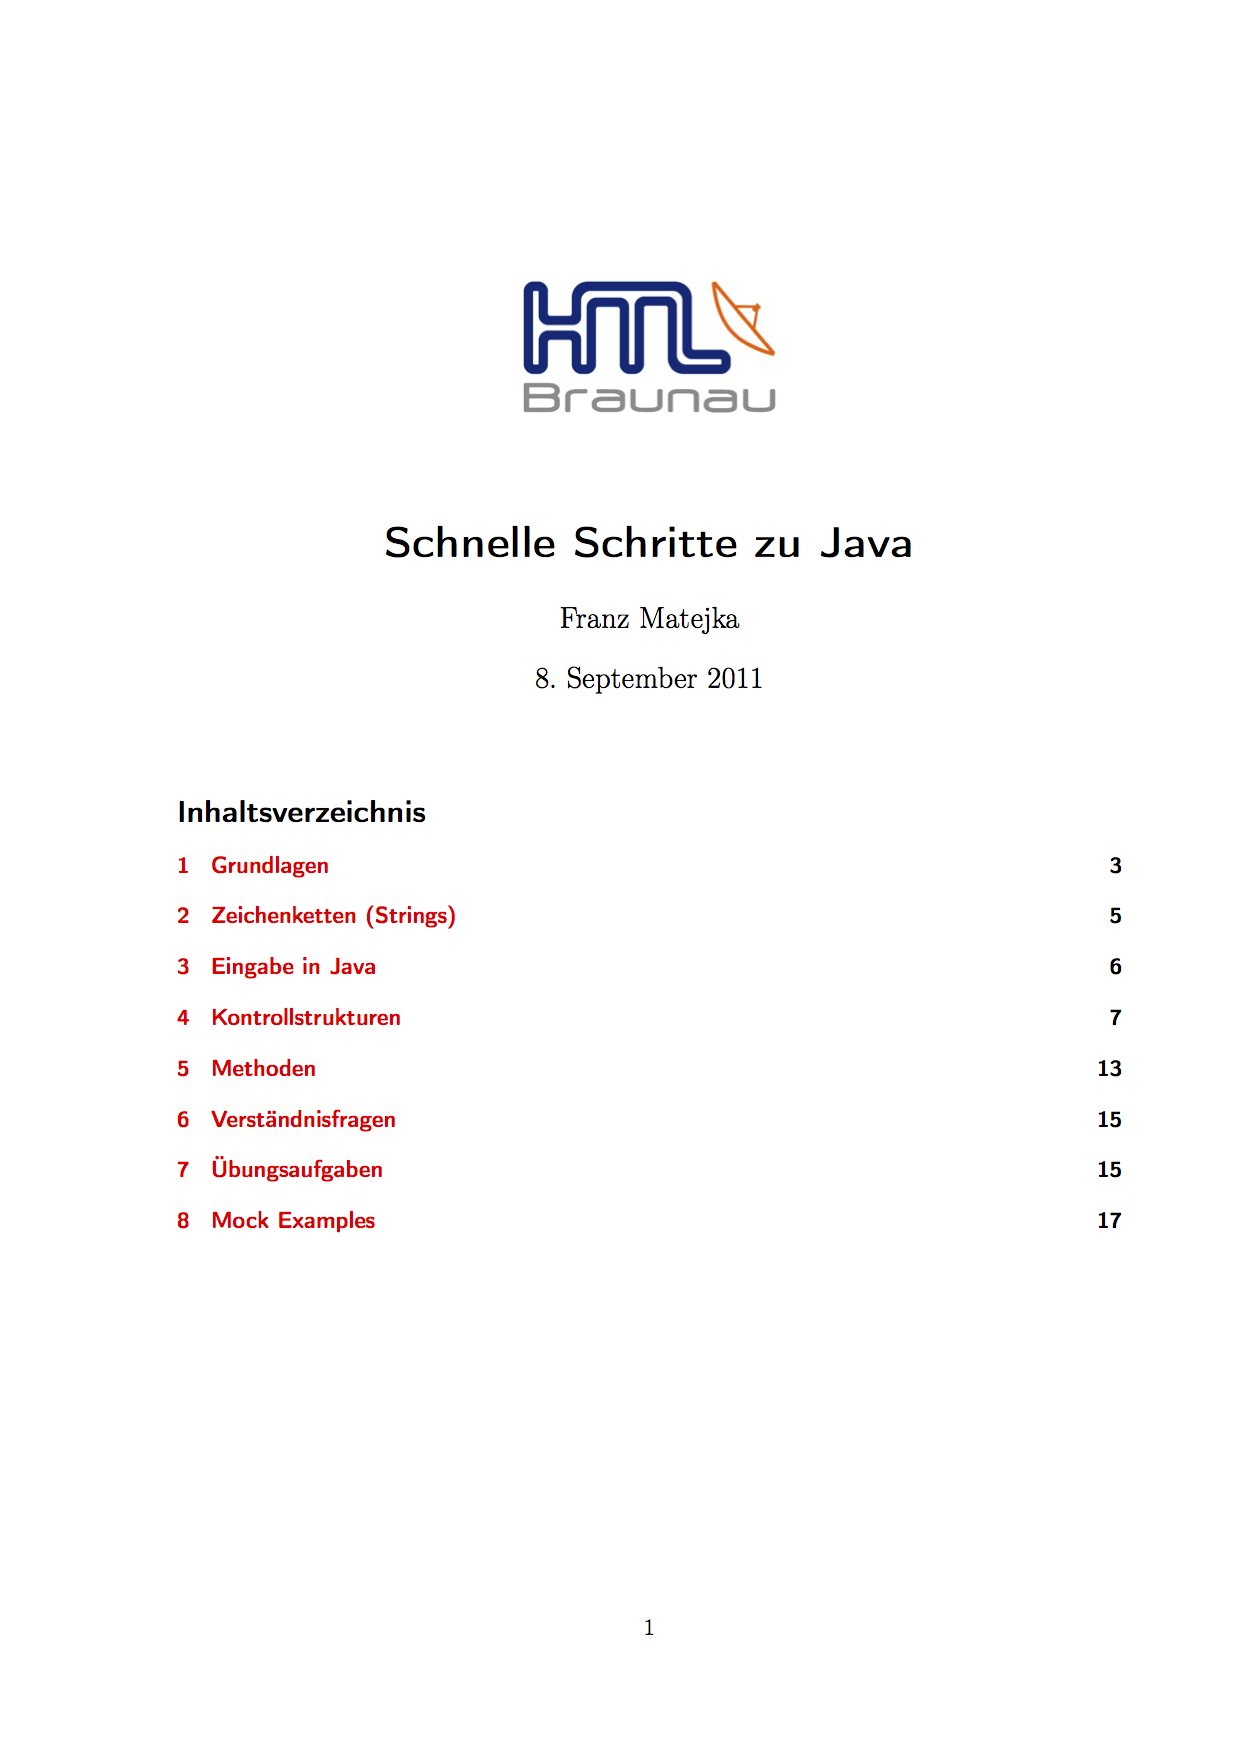 HTL
Braunau
Schnelle Schritte zu Java
Franz Matejka
8. September 2011
Inhaltsverzeichnis
1 Grundlagen 3
2 Zeichenketten (Strings) 5
3 Eingabe in Java 6
4 Kontrollstrukturen 7
5 Methoden 13
6 Verständnisfragen 15
7 Übungsaufgaben 15
8 Mock Examples 17
1